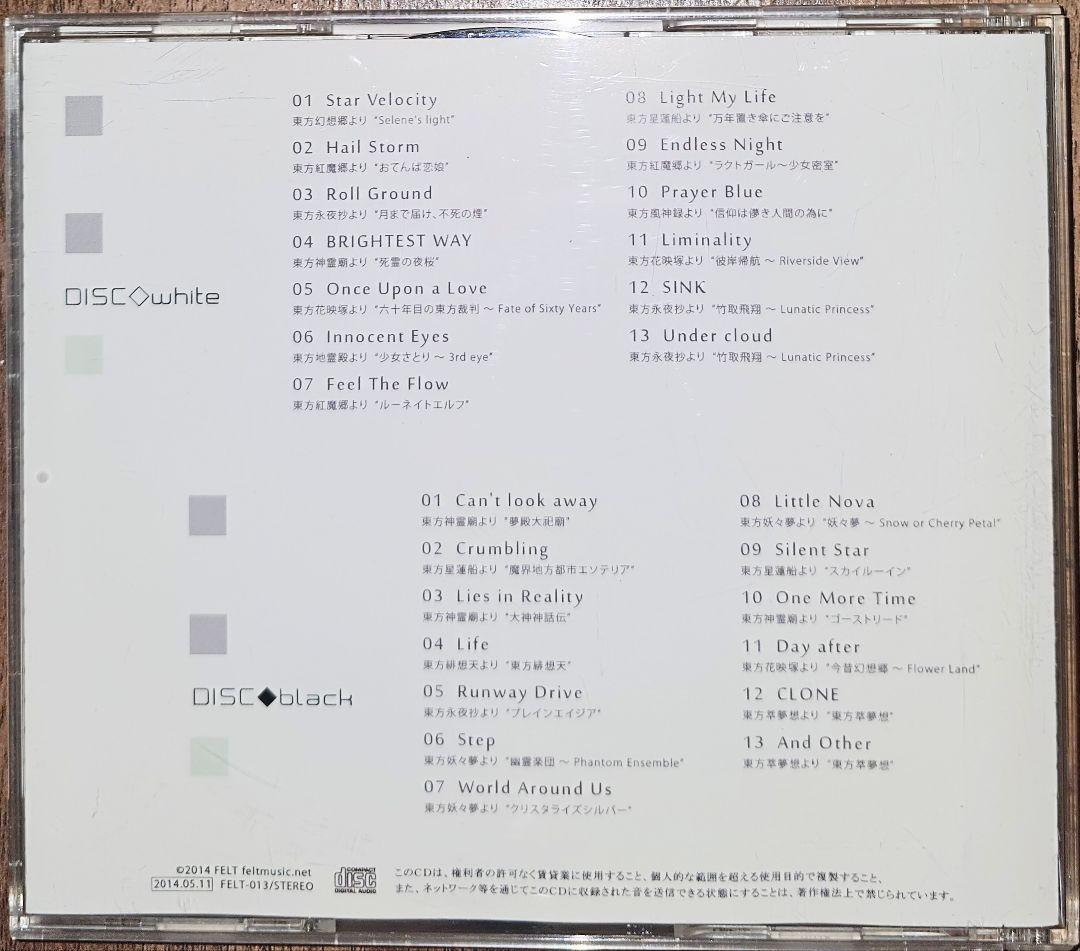 01 Star Velocity
東方幻想郷より “Selene's light”
02 Hail Storm
東方紅魔郷より “おてんば恋娘”
03 Roll Ground
東方永夜抄より “月まで届け、不死の煙”
04 BRIGHTEST WAY
東方神霊廟より “死霊の夜桜”
05 Once Upon a Love
東方花映塚より “六十年目の東方裁判 ～ Fate of Sixty Years”
06 Innocent Eyes
東方地霊殿より “少女さとり ～ 3rd eye”
07 Feel The Flow
東方紅魔郷より “ルーネイトエルフ”
08 Light My Life
東方星蓮船より “万年置き傘にご注意を”
09 Endless Night
東方紅魔郷より “ラクトガール～少女密室”
10 Prayer Blue
東方風神録より “信仰は儚き人間の為に”
11 Liminality
東方花映塚より “彼岸帰航 ～ Riverside View”
12 SINK
東方永夜抄より “竹取飛翔 ～ Lunatic Princess”
13 Under cloud
東方永夜抄より “竹取飛翔 ～ Lunatic Princess”
DISC◇white
01 Can't look away
東方神霊廟より “夢殿大祀廟”
02 Crumbling
東方星蓮船より “魔界地方都市エソテリア”
03 Lies in Reality
東方神霊廟より “大神神話伝”
04 Life
東方緋想天より “東方緋想天”
05 Runway Drive
東方永夜抄より “プレインエイジア”
06 Step
東方妖々夢より “幽霊楽団 ～ Phantom Ensemble”
07 World Around Us
東方妖々夢より “クリスタライズシルバー”
08 Little Nova
東方妖々夢より “妖々夢 ～ Snow or Cherry Petal”
09 Silent Star
東方星蓮船より “スカイルーイン”
10 One More Time
東方神霊廟より “ゴーストリード”
11 Day after
東方花映塚より “今昔幻想郷 ～ Flower Land”
12 CLONE
東方萃夢想より “東方萃夢想”
13 And Other
東方萃夢想より “東方萃夢想”
DISC◆black
©2014 FELT feltmusic.net
2014.05.11 FELT-013/STEREO
COMPACT
disc
DIGITAL AUDIO
このCDは、権利者の許可なく賃貸業に使用すること、個人的な範囲を超える使用目的で複製すること、
また、ネットワーク等を通じてこのCDに収録された音を送信できる状態にすることは、著作権法上で禁じられています。